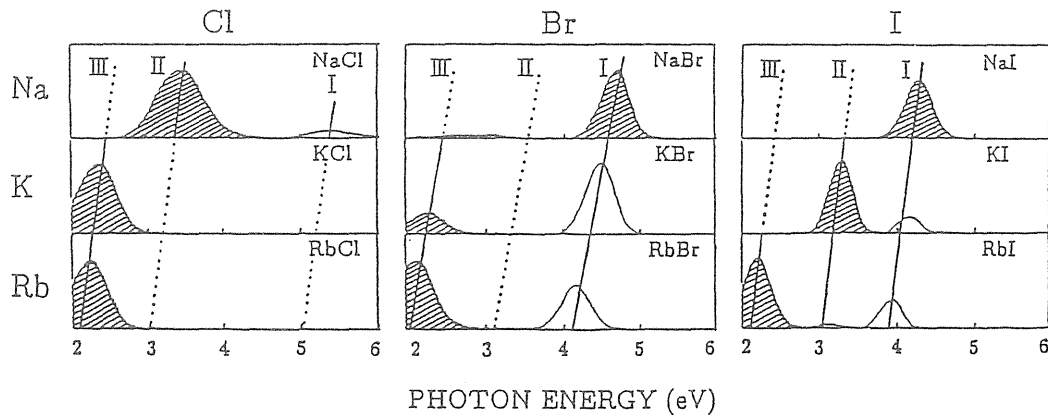 Cl Br I
III II NaCl I
III II I NaBr
III II I NaI
Na
KCl KBr KI
K
RbCl RbBr RbI
Rb
2 3 4 5 6 2 3 4 5 6 2 3 4 5 6
PHOTON ENERGY (eV)